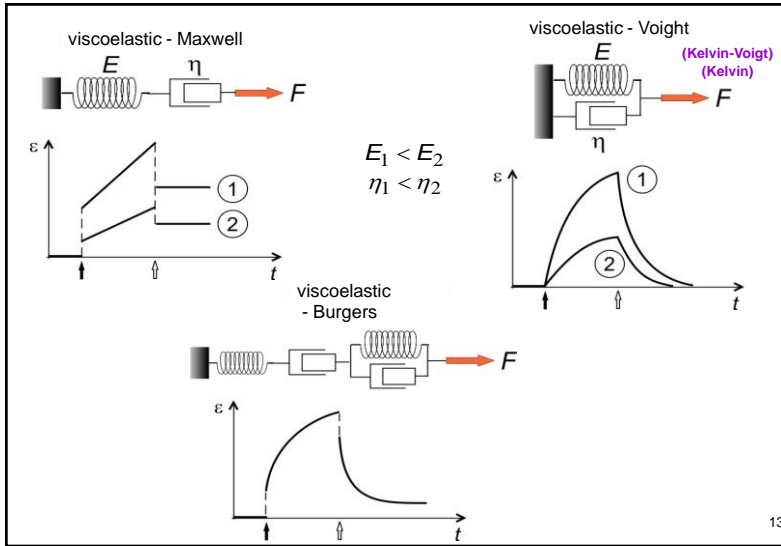 viscoelastic - Maxwell
E
η
F
ε
1
2
t
E₁ < E₂
η₁ < η₂
viscoelastic - Voight
(Kelvin-Voigt)
(Kelvin)
E
F
η
ε
1
2
t
viscoelastic
- Burgers
F
ε
t
13